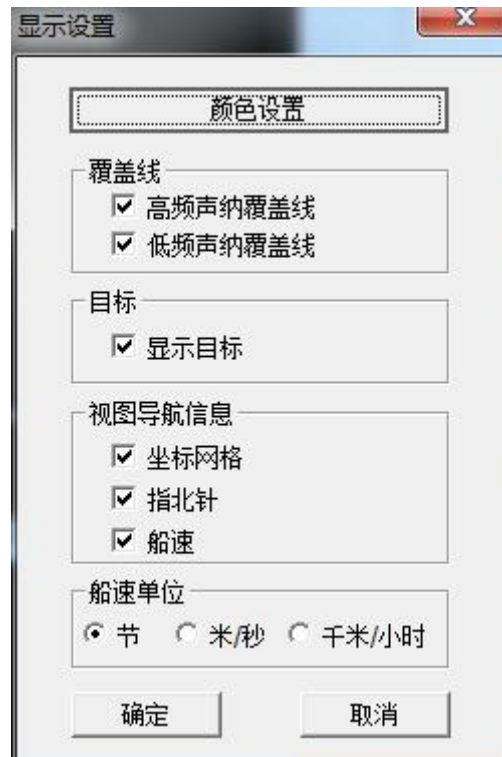 显示设置
颜色设置
覆盖线
高频声纳覆盖线
低频声纳覆盖线
目标
显示目标
视图导航信息
坐标网格
指北针
船速
船速单位
节 米/秒 千米/小时
确定 取消